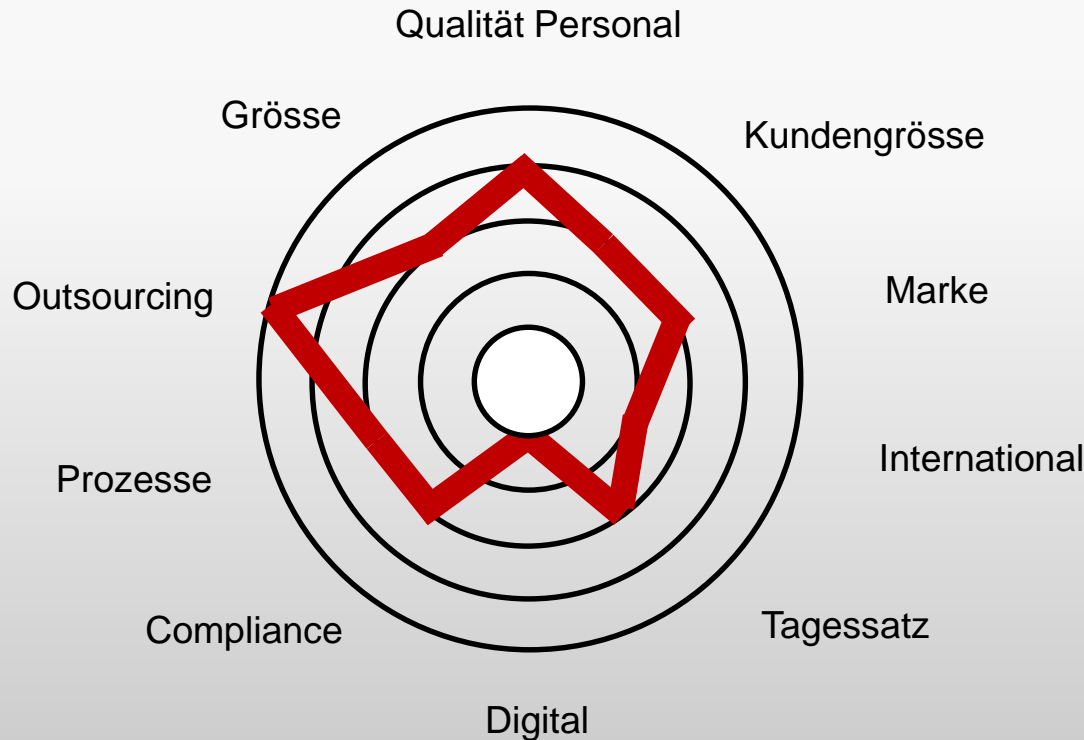 Qualität Personal
Grösse
Kundengrösse
Outsourcing
Marke
Prozesse
International
Compliance
Tagessatz
Digital